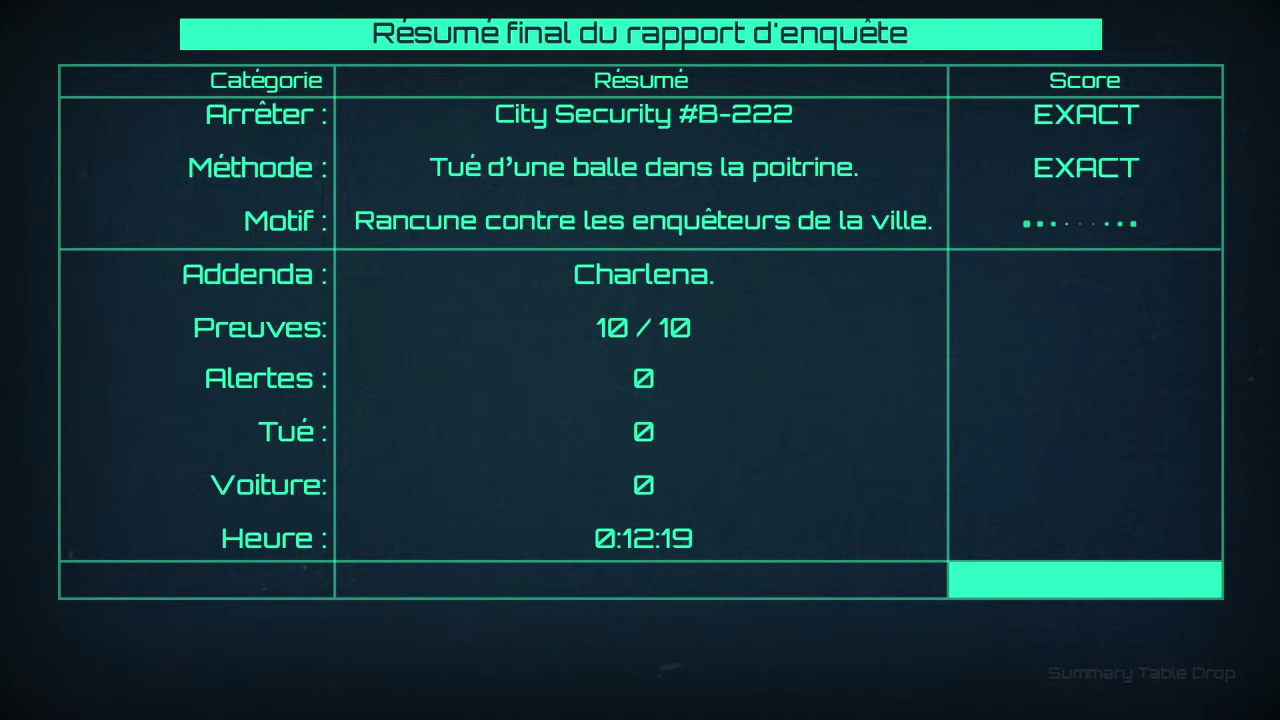 Résumé final du rapport d'enquête
Catégorie Résumé Score
Arrêter : City Security #B-222 EXACT
Méthode : Tué d’une balle dans la poitrine. EXACT
Motif : Rancune contre les enquêteurs de la ville.
Addenda : Charlena.
Preuves: 10 / 10
Alertes : 0
Tué : 0
Voiture: 0
Heure : 0:12:19
Summary Table Drop